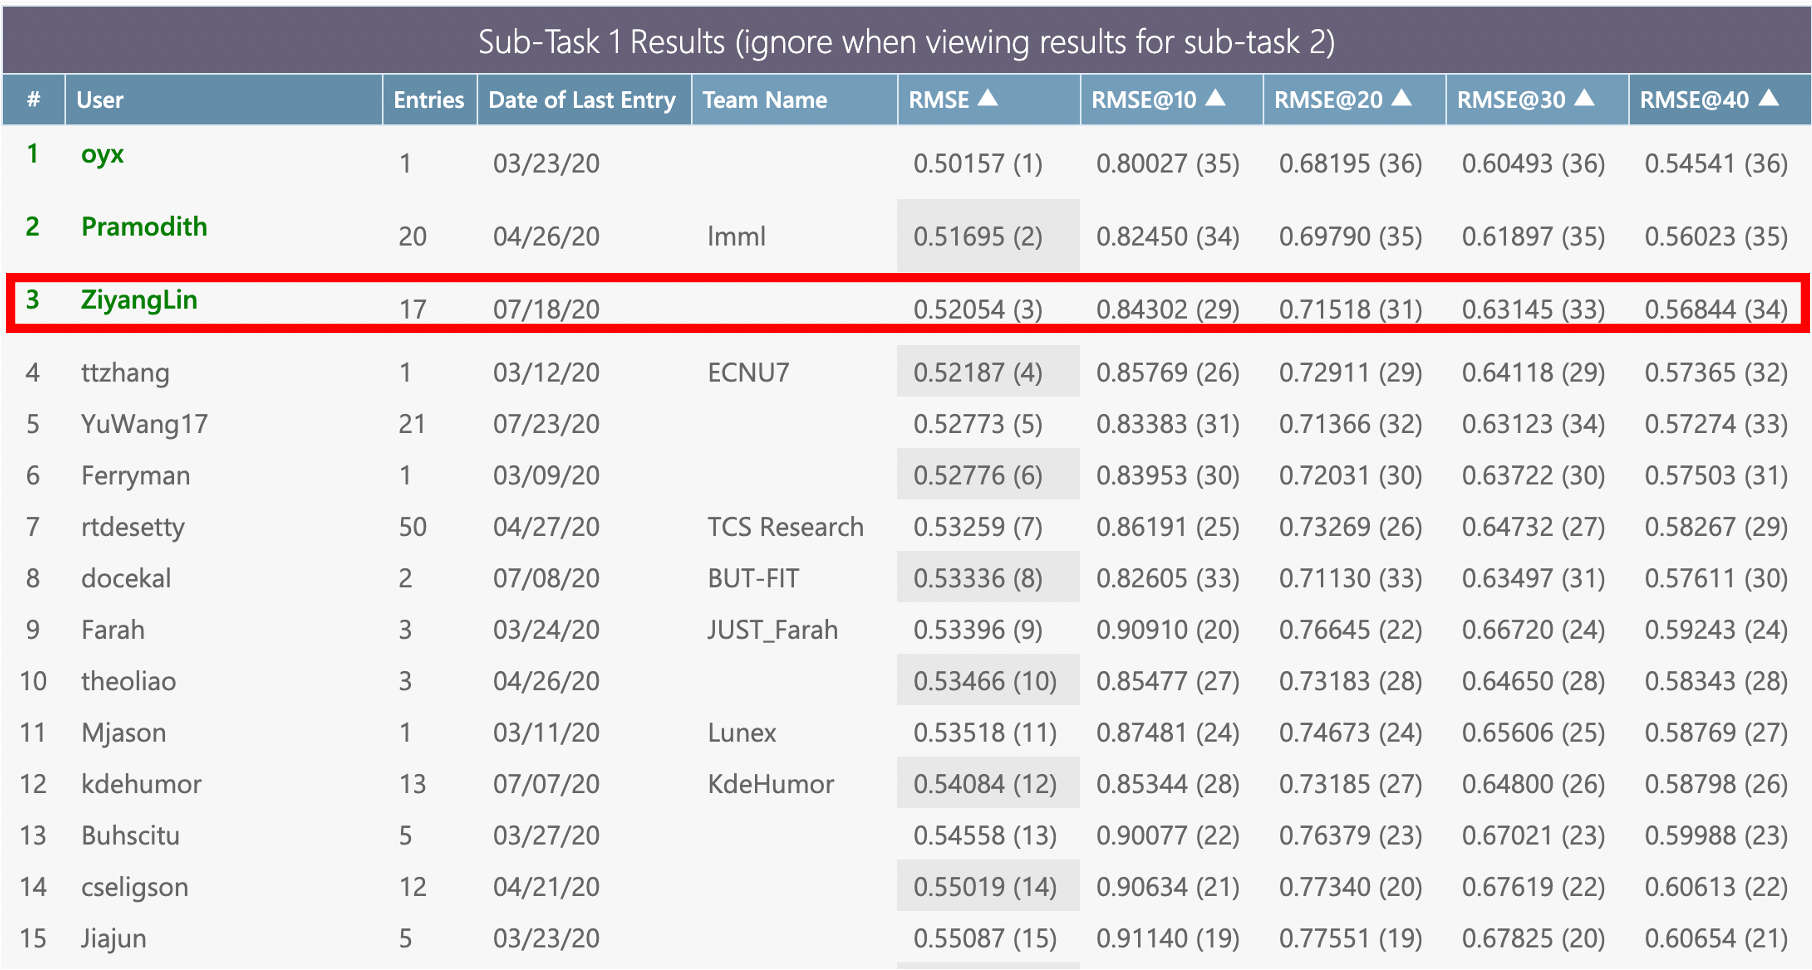 Sub-Task 1 Results (ignore when viewing results for sub-task 2)
# User Entries Date of Last Entry Team Name RMSE ▲ RMSE@10 ▲ RMSE@20 ▲ RMSE@30 ▲ RMSE@40 ▲
1 oyx 1 03/23/20 0.50157 (1) 0.80027 (35) 0.68195 (36) 0.60493 (36) 0.54541 (36)
2 Pramodith 20 04/26/20 lmml 0.51695 (2) 0.82450 (34) 0.69790 (35) 0.61897 (35) 0.56023 (35)
3 ZiyangLin 17 07/18/20 0.52054 (3) 0.84302 (29) 0.71518 (31) 0.63145 (33) 0.56844 (34)
4 ttzhang 1 03/12/20 ECNU7 0.52187 (4) 0.85769 (26) 0.72911 (29) 0.64118 (29) 0.57365 (32)
5 YuWang17 21 07/23/20 0.52773 (5) 0.83383 (31) 0.71366 (32) 0.63123 (34) 0.57274 (33)
6 Ferryman 1 03/09/20 0.52776 (6) 0.83953 (30) 0.72031 (30) 0.63722 (30) 0.57503 (31)
7 rtdesetty 50 04/27/20 TCS Research 0.53259 (7) 0.86191 (25) 0.73269 (26) 0.64732 (27) 0.58267 (29)
8 docekal 2 07/08/20 BUT-FIT 0.53336 (8) 0.82605 (33) 0.71130 (33) 0.63497 (31) 0.57611 (30)
9 Farah 3 03/24/20 JUST_Farah 0.53396 (9) 0.90910 (20) 0.76645 (22) 0.66720 (24) 0.59243 (24)
10 theoliao 3 04/26/20 0.53466 (10) 0.85477 (27) 0.73183 (28) 0.64650 (28) 0.58343 (28)
11 Mjason 1 03/11/20 Lunex 0.53518 (11) 0.87481 (24) 0.74673 (24) 0.65606 (25) 0.58769 (27)
12 kdehumor 13 07/07/20 KdeHumor 0.54084 (12) 0.85344 (28) 0.73185 (27) 0.64800 (26) 0.58798 (26)
13 Buhscitu 5 03/27/20 0.54558 (13) 0.90077 (22) 0.76379 (23) 0.67021 (23) 0.59988 (23)
14 cseligson 12 04/21/20 0.55019 (14) 0.90634 (21) 0.77340 (20) 0.67619 (22) 0.60613 (22)
15 Jiajun 5 03/23/20 0.55087 (15) 0.91140 (19) 0.77551 (19) 0.67825 (20) 0.60654 (21)